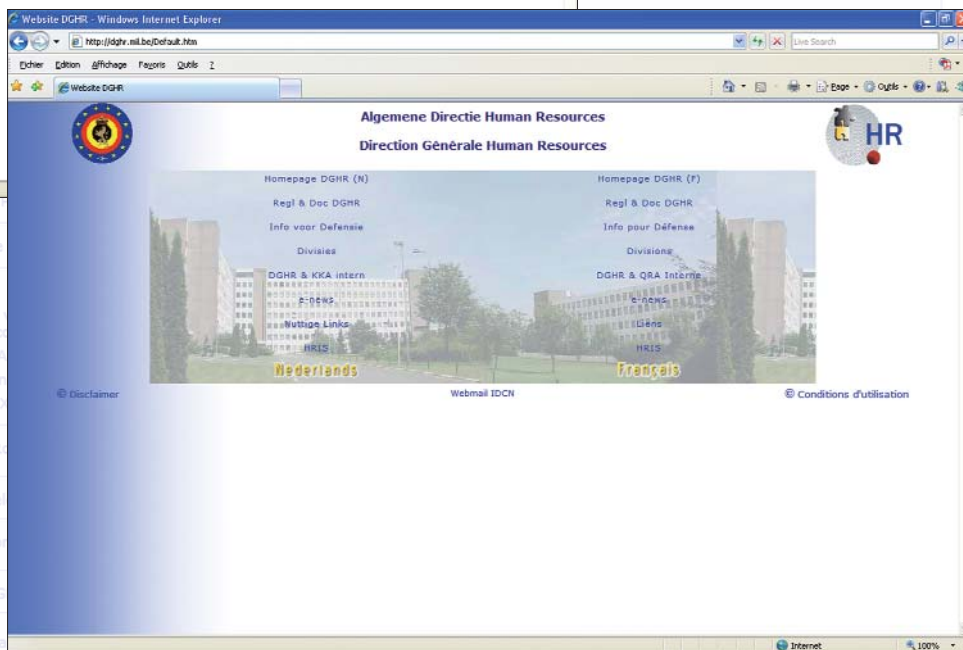 Website DGHR - Windows Internet Explorer
http://dghr.mil.be/Default.htm
Live Search
Fichier Edition Affichage Favoris Outils ?
Website DGHR
Page Outils
Algemene Directie Human Resources
Direction Générale Human Resources
HR
Homepage DGHR (N) Homepage DGHR (F)
Regl & Doc DGHR Regl & Doc DGHR
Info voor Defensie Info pour Défense
Divisies Divisions
DGHR & KKA intern DGHR & QRA Interne
e-news e-news
Nuttige Links Liens
HRIS HRIS
Nederlands Français
© Disclaimer Webmail IDCN © Conditions d'utilisation
Internet 100%